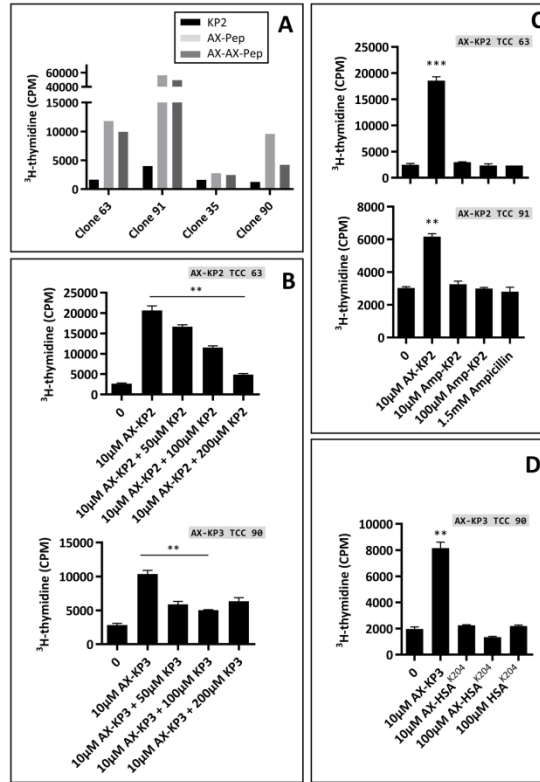 A
KP2
AX-Pep
AX-AX-Pep
³H-thymidine (CPM)
60000
40000
15000
10000
5000
0
Clone 63
Clone 91
Clone 35
Clone 90
B
AX-KP2 TCC 63
**
³H-thymidine (CPM)
25000
20000
15000
10000
5000
0
0
10µM AX-KP2
10µM AX-KP2 + 50µM KP2
10µM AX-KP2 + 100µM KP2
10µM AX-KP2 + 200µM KP2
AX-KP3 TCC 90
**
³H-thymidine (CPM)
15000
10000
5000
0
0
10µM AX-KP3
10µM AX-KP3 + 50µM KP3
10µM AX-KP3 + 100µM KP3
10µM AX-KP3 + 200µM KP3
C
AX-KP2 TCC 63
***
³H-thymidine (CPM)
25000
20000
15000
10000
5000
0
AX-KP2 TCC 91
**
³H-thymidine (CPM)
8000
6000
4000
2000
0
0
10µM AX-KP2
10µM Amp-KP2
100µM Amp-KP2
1.5mM Ampicillin
D
AX-KP3 TCC 90
**
³H-thymidine (CPM)
10000
8000
6000
4000
2000
0
0
10µM AX-KP3
10µM AX-HSA^K204
100µM AX-HSA^K204
100µM HSA^K204